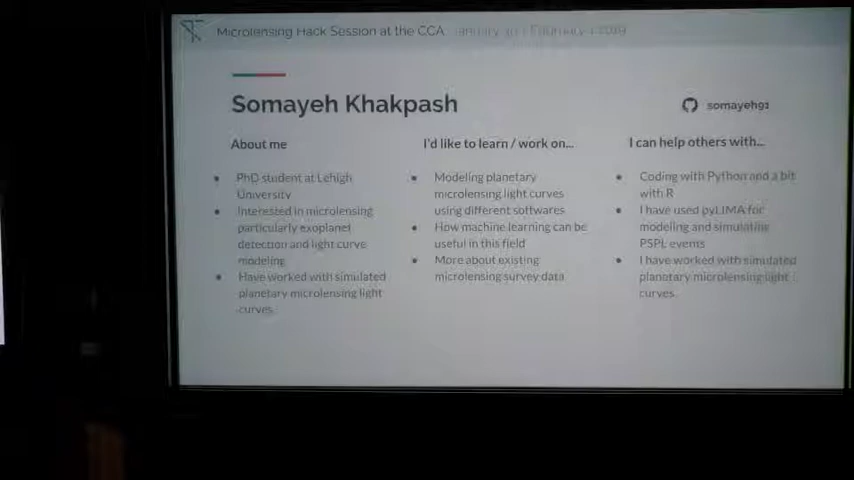 Microlensing Hack Session at the CCA
Somayeh Khakpash
somayeh91
About me
• PhD student at Lehigh
University
• Interested in microlensing
particularly exoplanet
detection and light curve
modeling
• Have worked with simulated
planetary microlensing light
curves.
I'd like to learn / work on...
• Modeling planetary
microlensing light curves
using different softwares
• How machine learning can be
useful in this field
• More about existing
microlensing survey data
I can help others with...
• Coding with Python and a bit
with R
• I have used pyLIMA for
modeling and simulating
PSPL events
• I have worked with simulated
planetary microlensing light
curves.